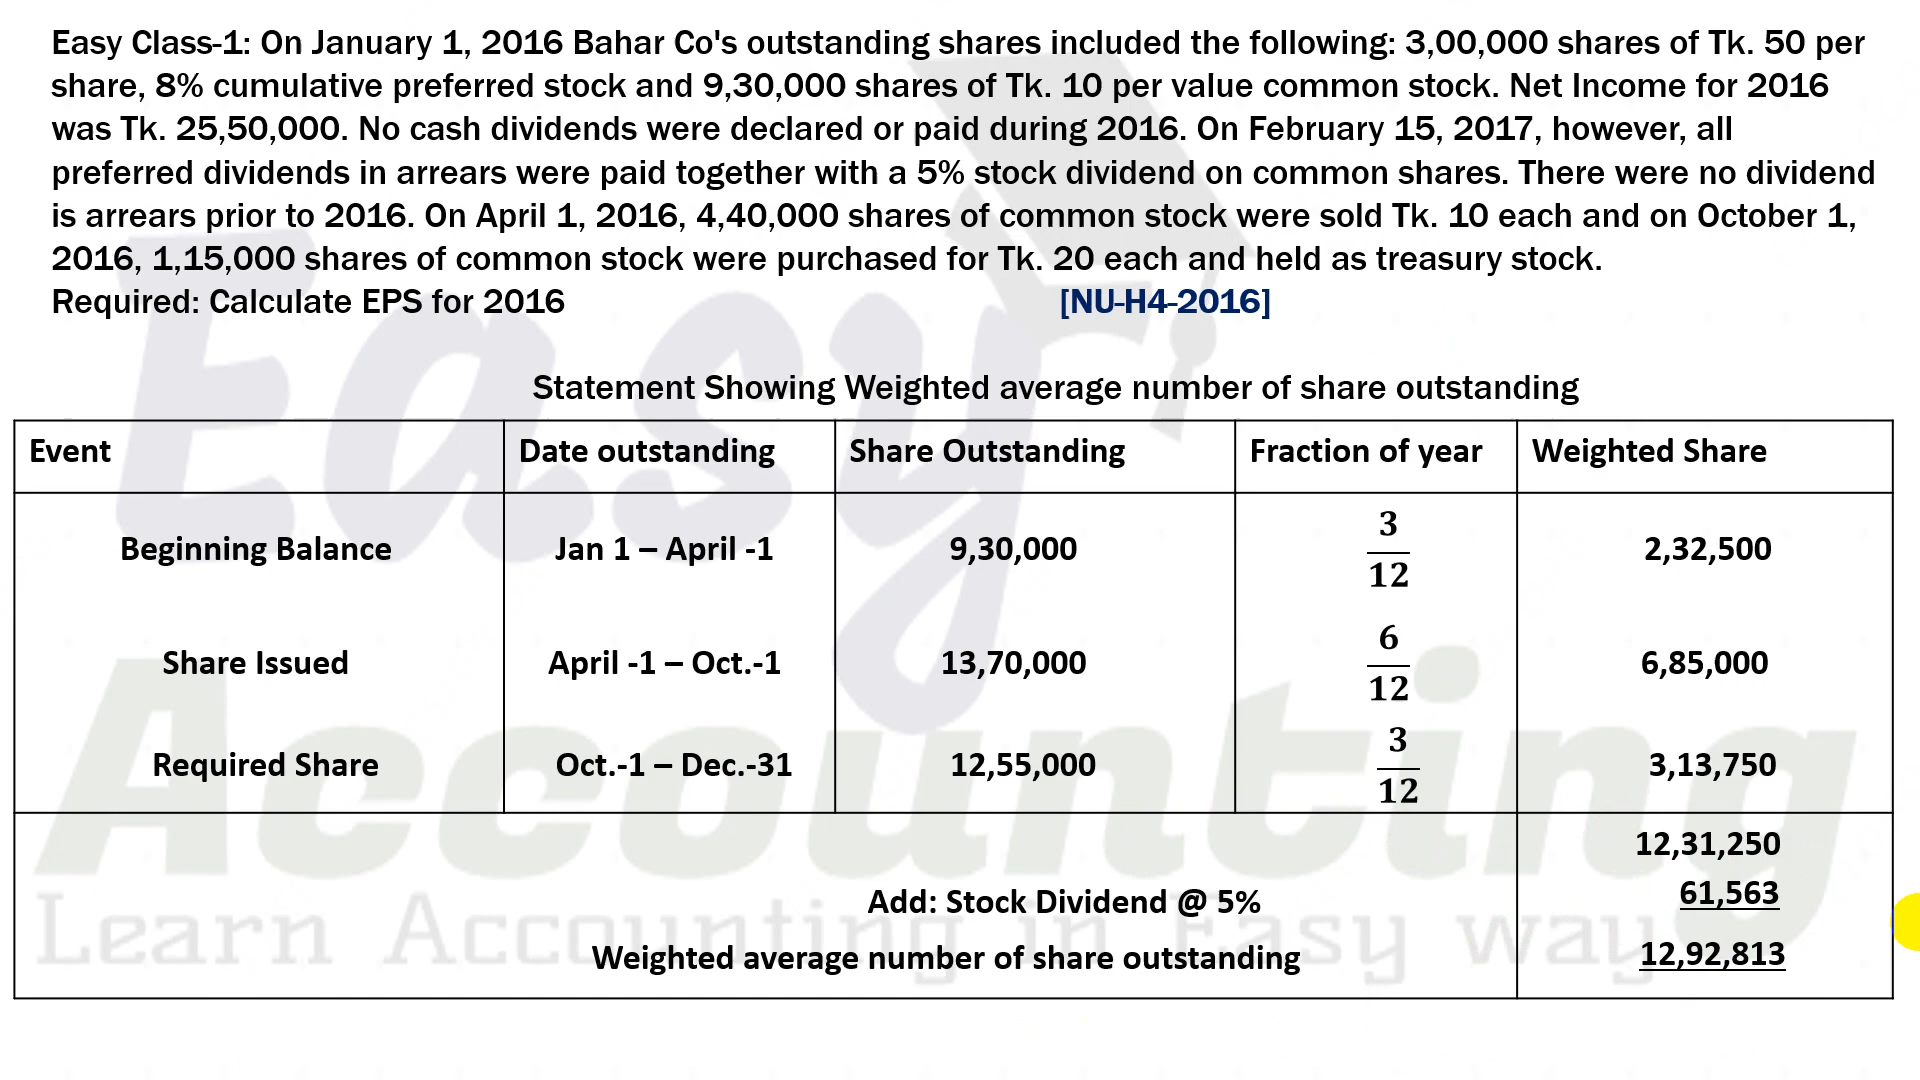 Easy Class-1: On January 1, 2016 Bahar Co's outstanding shares included the following: 3,00,000 shares of Tk. 50 per
share, 8% cumulative preferred stock and 9,30,000 shares of Tk. 10 per value common stock. Net Income for 2016
was Tk. 25,50,000. No cash dividends were declared or paid during 2016. On February 15, 2017, however, all
preferred dividends in arrears were paid together with a 5% stock dividend on common shares. There were no dividend
is arrears prior to 2016. On April 1, 2016, 4,40,000 shares of common stock were sold Tk. 10 each and on October 1,
2016, 1,15,000 shares of common stock were purchased for Tk. 20 each and held as treasury stock.
Required: Calculate EPS for 2016 [NU-H4-2016]
Statement Showing Weighted average number of share outstanding
Event Date outstanding Share Outstanding Fraction of year Weighted Share
Beginning Balance Jan 1 – April -1 9,30,000 3/12 2,32,500
Share Issued April -1 – Oct.-1 13,70,000 6/12 6,85,000
Required Share Oct.-1 – Dec.-31 12,55,000 3/12 3,13,750
12,31,250
Add: Stock Dividend @ 5% 61,563
Weighted average number of share outstanding 12,92,813
Easy
Accounting
Learn Accounting in Easy way